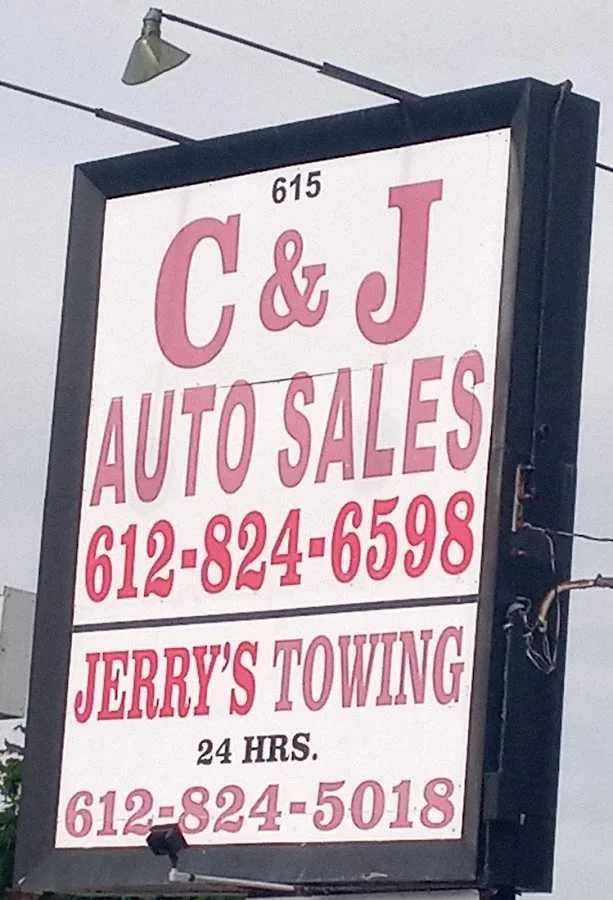 615
C & J
AUTO SALES
612-824-6598
JERRY'S TOWING
24 HRS.
612-824-5018